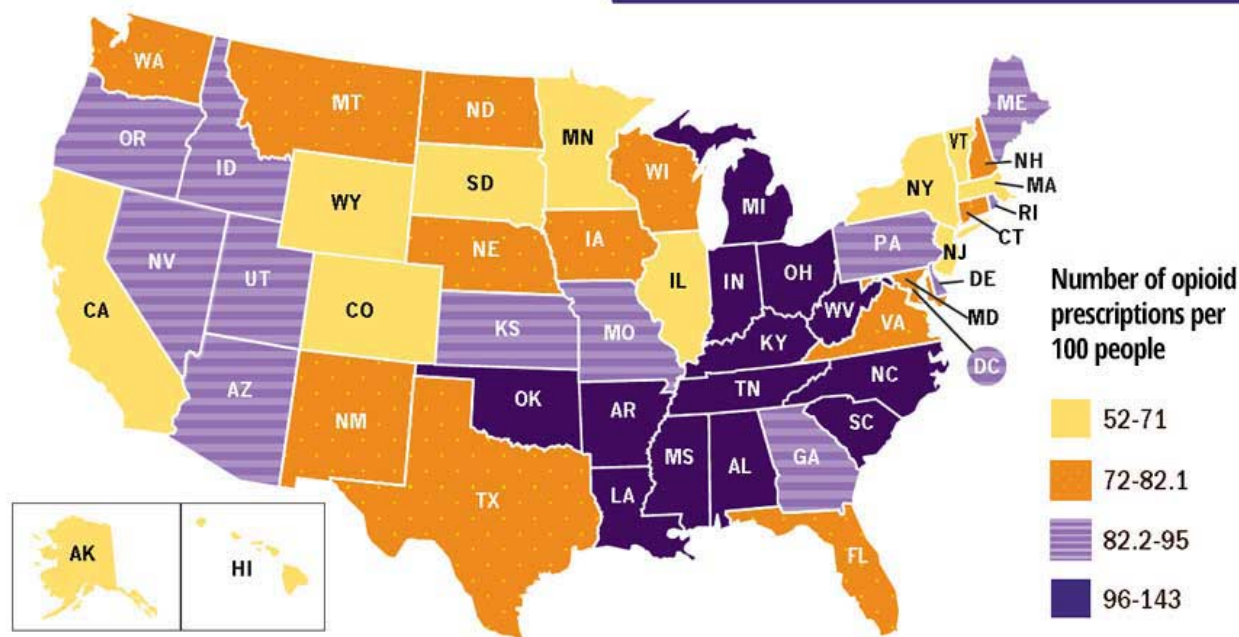 WA
MT
ND
MN
OR
ID
WY
SD
WI
MI
VT
ME
NH
NY
MA
RI
CT
NV
UT
CO
NE
IA
IL
IN
OH
PA
NJ
DE
MD
DC
CA
AZ
NM
KS
MO
KY
WV
VA
OK
AR
TN
NC
SC
TX
LA
MS
AL
GA
FL
AK
HI
Number of opioid
prescriptions per
100 people
52-71
72-82.1
82.2-95
96-143